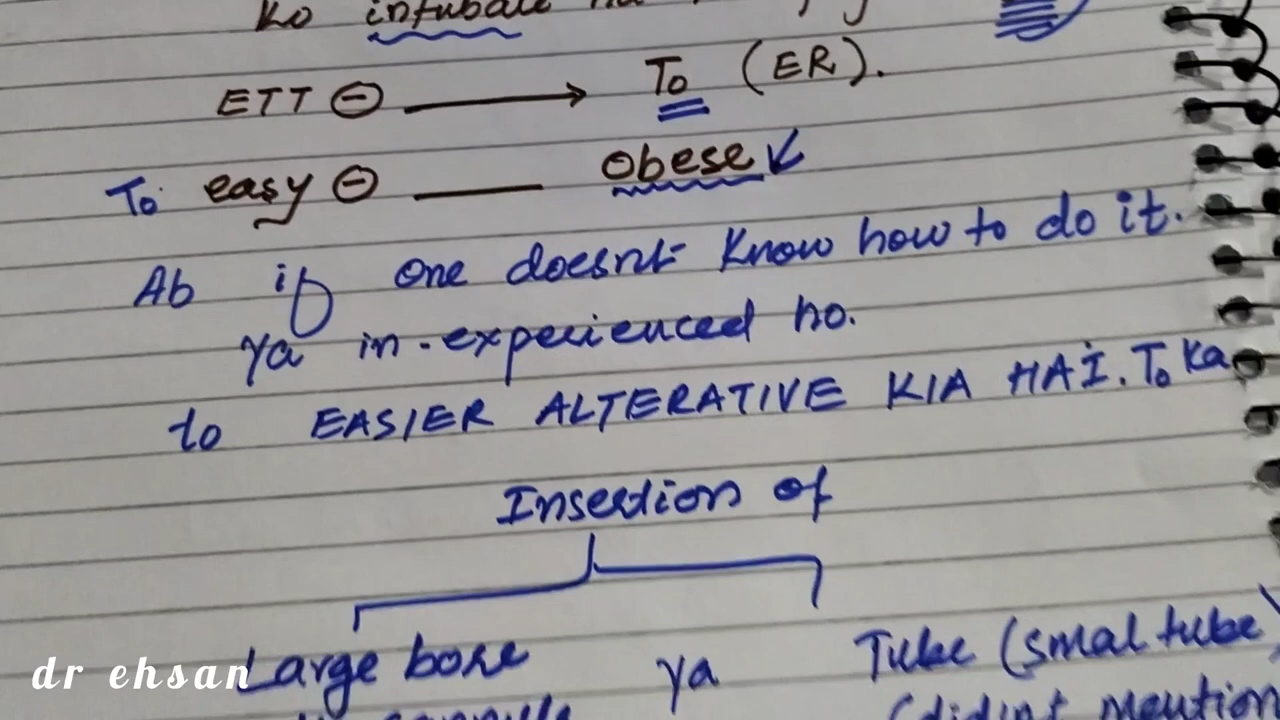 Ko intubate
ETT ⊖ ⟶ To (ER).
To easy ⊖ — Obese ↙
Ab if one doesnt know how to do it.
ya in-experienced ho.
to EASIER ALTERATIVE KIA HAI. To Ka
Insertion of
Large bore ya Tube (smal tube)
(didint mention
dr ehsan